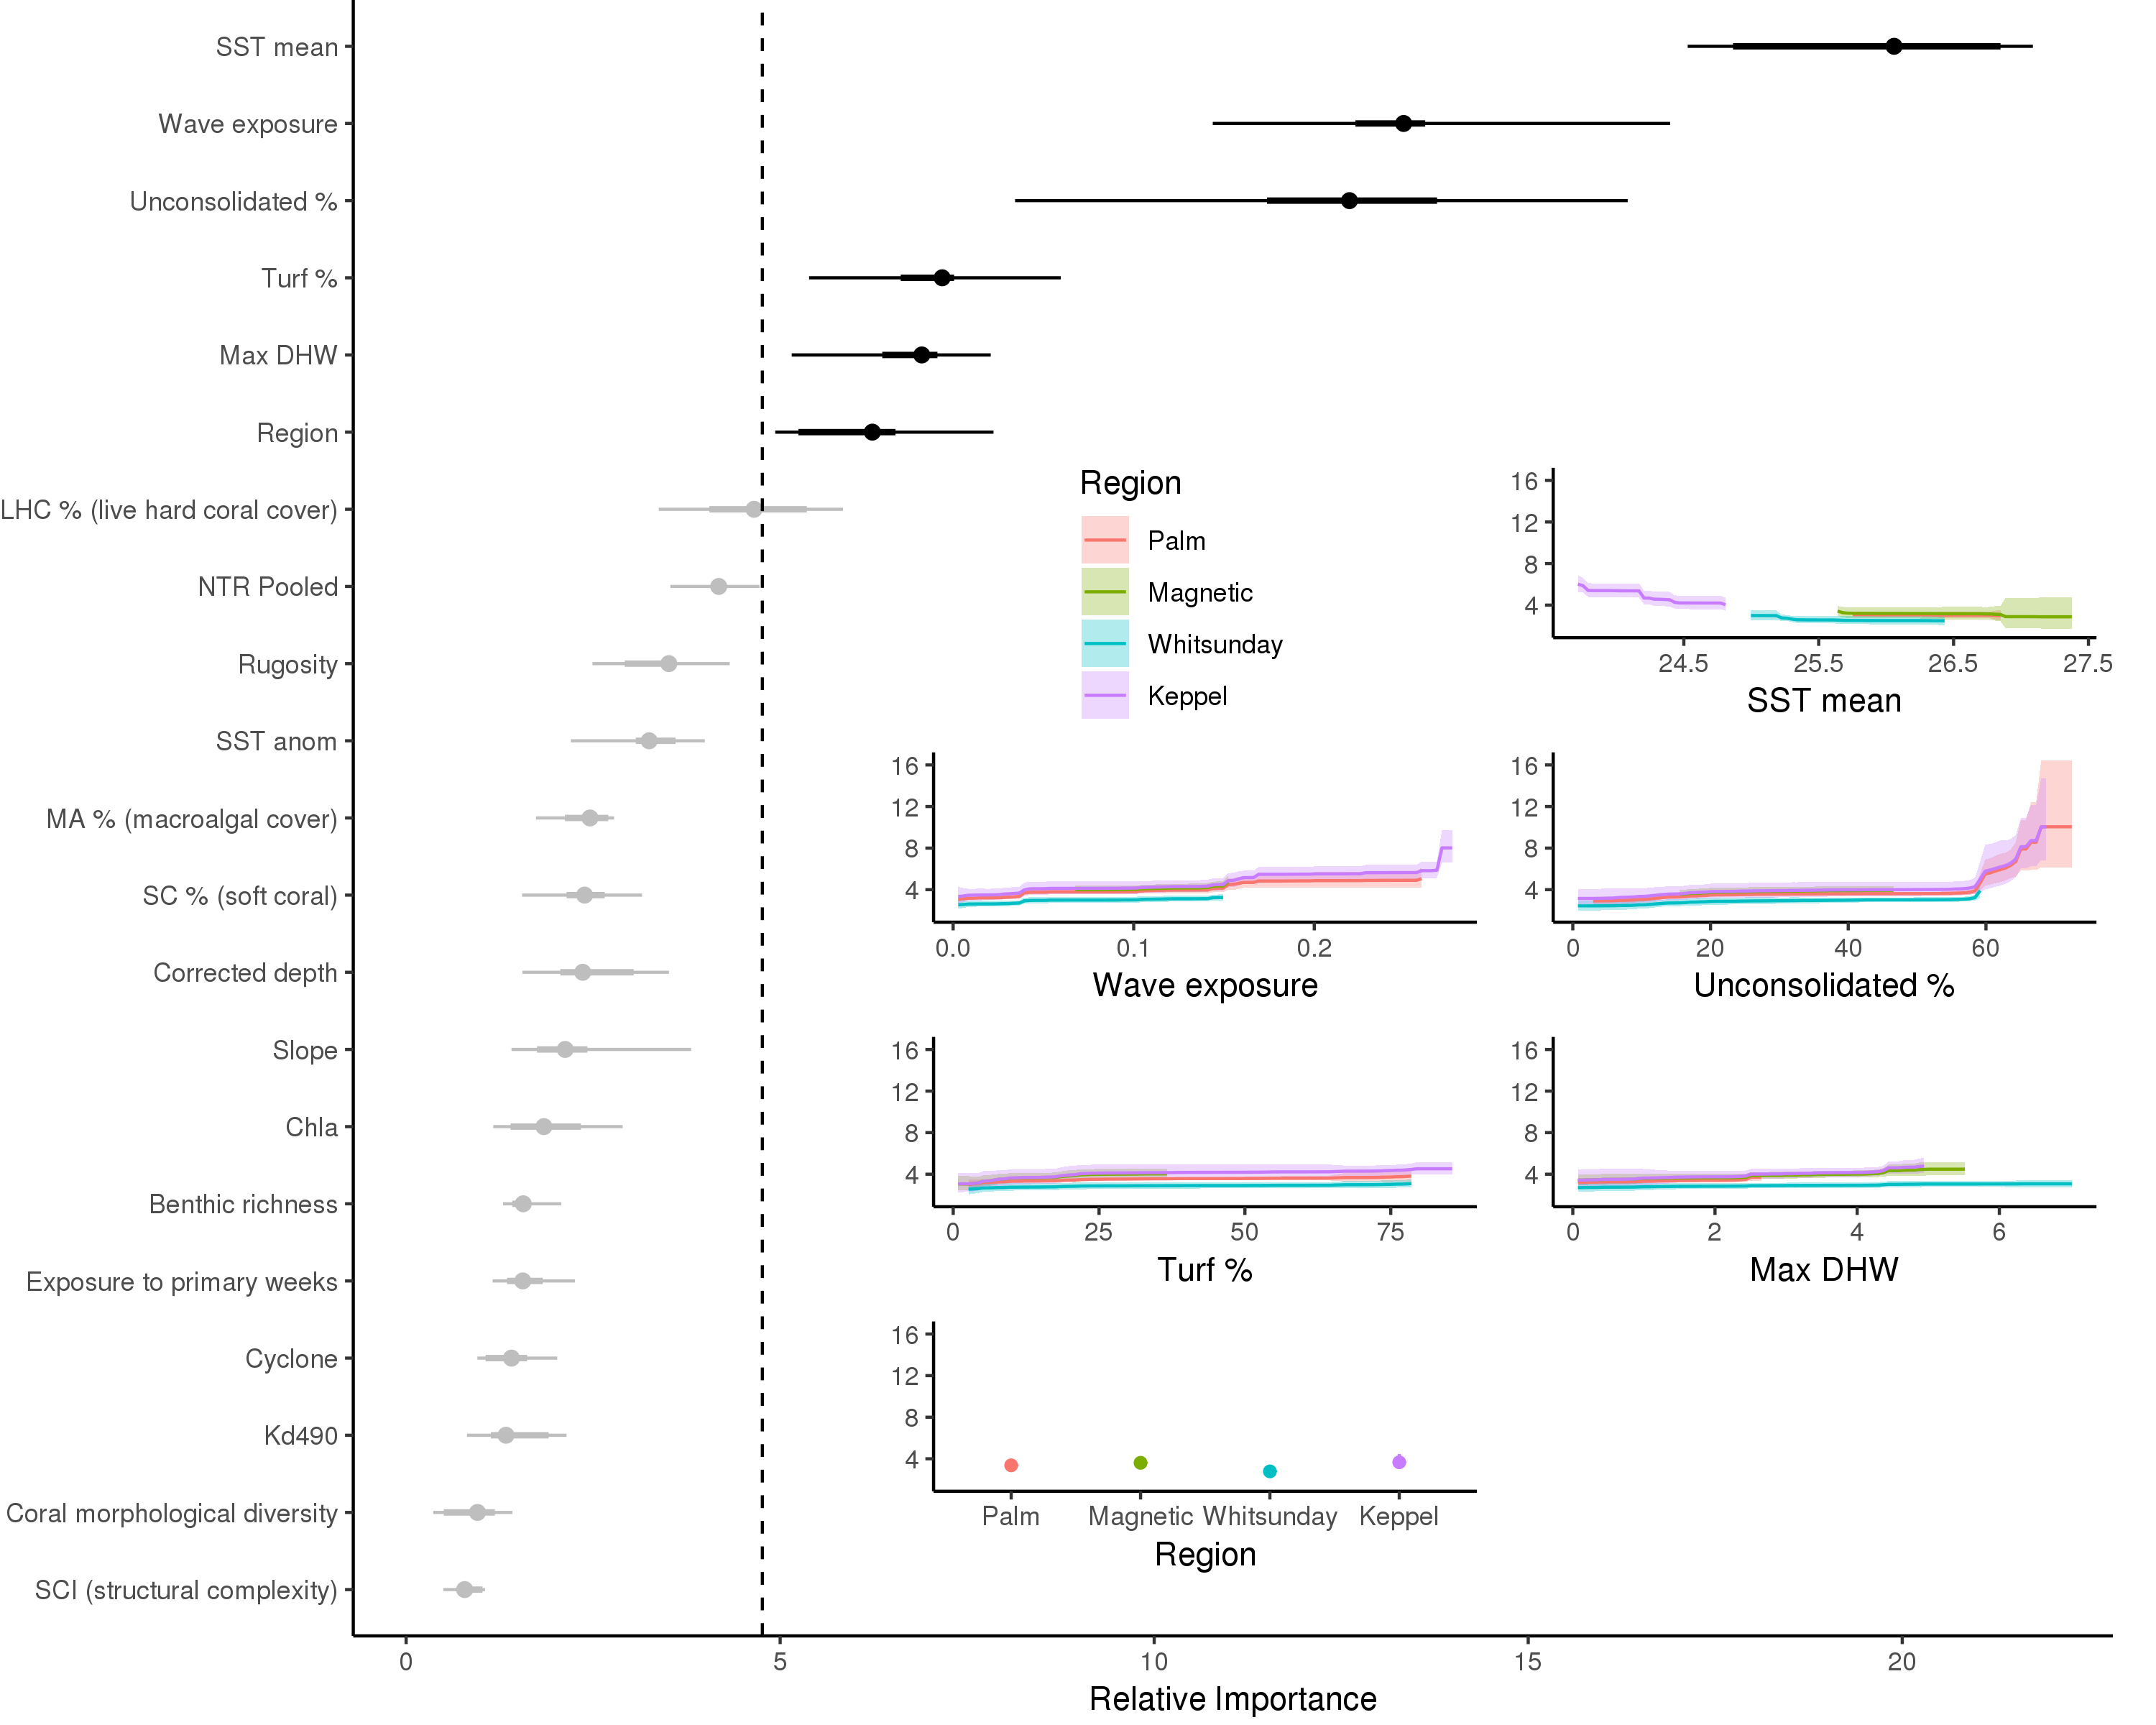 SST mean
Wave exposure
Unconsolidated %
Turf %
Max DHW
Region
LHC % (live hard coral cover)
NTR Pooled
Rugosity
SST anom
MA % (macroalgal cover)
SC % (soft coral)
Corrected depth
Slope
Chla
Benthic richness
Exposure to primary weeks
Cyclone
Kd490
Coral morphological diversity
SCI (structural complexity)
0 5 10 15 20
Relative Importance
Region
Palm
Magnetic
Whitsunday
Keppel
16
12
8
4
24.5 25.5 26.5 27.5
SST mean
16
12
8
4
0.0 0.1 0.2
Wave exposure
16
12
8
4
0 20 40 60
Unconsolidated %
16
12
8
4
0 25 50 75
Turf %
16
12
8
4
0 2 4 6
Max DHW
16
12
8
4
Palm Magnetic Whitsunday Keppel
Region